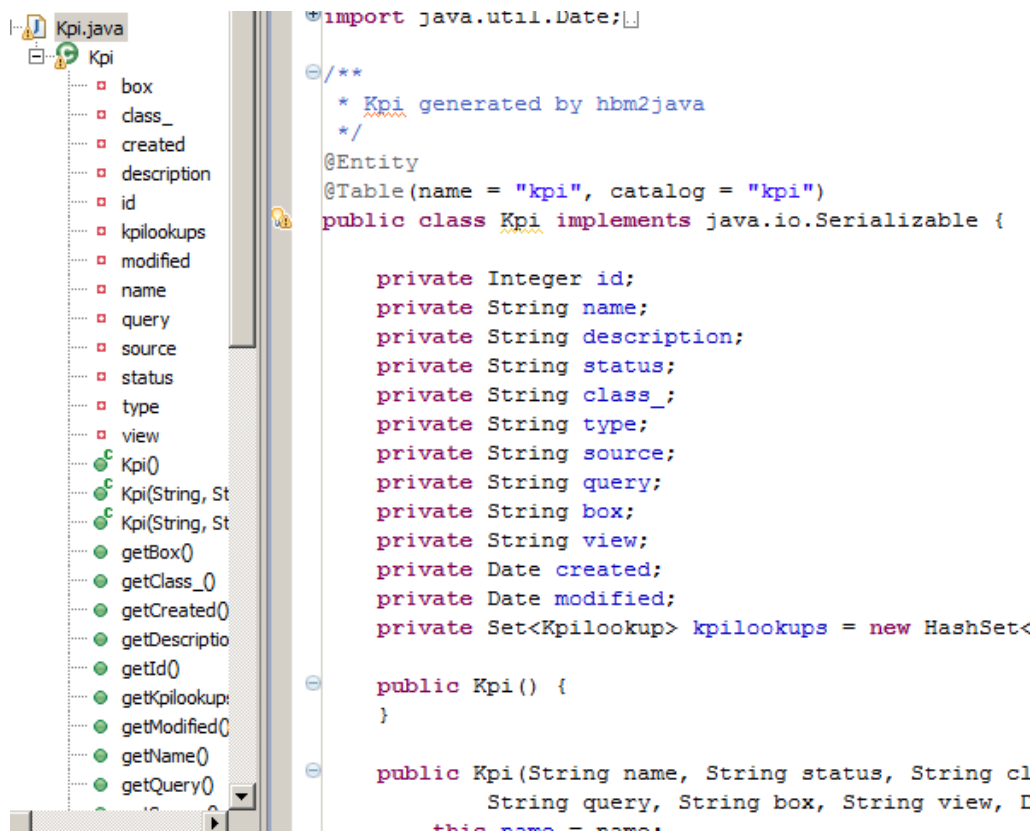 Kpi.java
Kpi
box
class_
created
description
id
kpilookups
modified
name
query
source
status
type
view
Kpi()
Kpi(String, St
Kpi(String, St
getBox()
getClass_()
getCreated()
getDescriptio
getId()
getKpilookups
getModified()
getName()
getQuery()
import java.util.Date;
/**
* Kpi generated by hbm2java
*/
@Entity
@Table(name = "kpi", catalog = "kpi")
public class Kpi implements java.io.Serializable {
private Integer id;
private String name;
private String description;
private String status;
private String class_;
private String type;
private String source;
private String query;
private String box;
private String view;
private Date created;
private Date modified;
private Set<Kpilookup> kpilookups = new HashSet<
public Kpi() {
}
public Kpi(String name, String status, String cl
String query, String box, String view, D
this name = name;